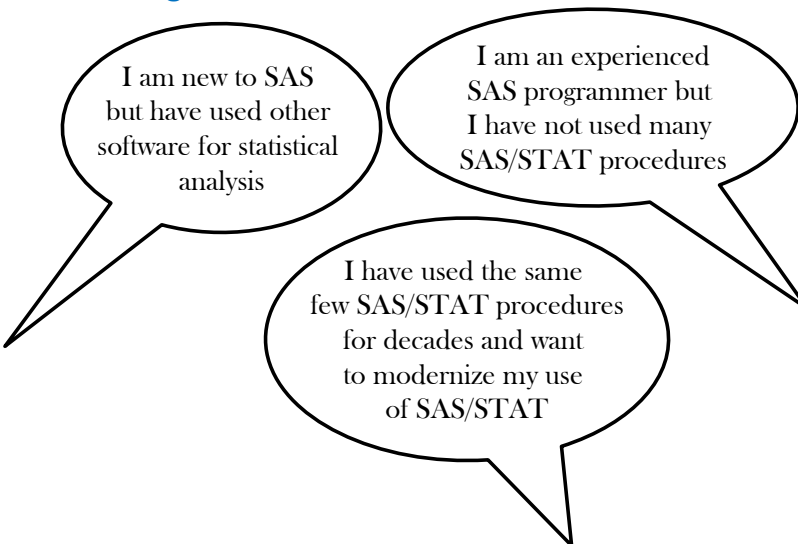 I am new to SAS
but have used other
software for statistical
analysis
I am an experienced
SAS programmer but
I have not used many
SAS/STAT procedures
I have used the same
few SAS/STAT procedures
for decades and want
to modernize my use
of SAS/STAT